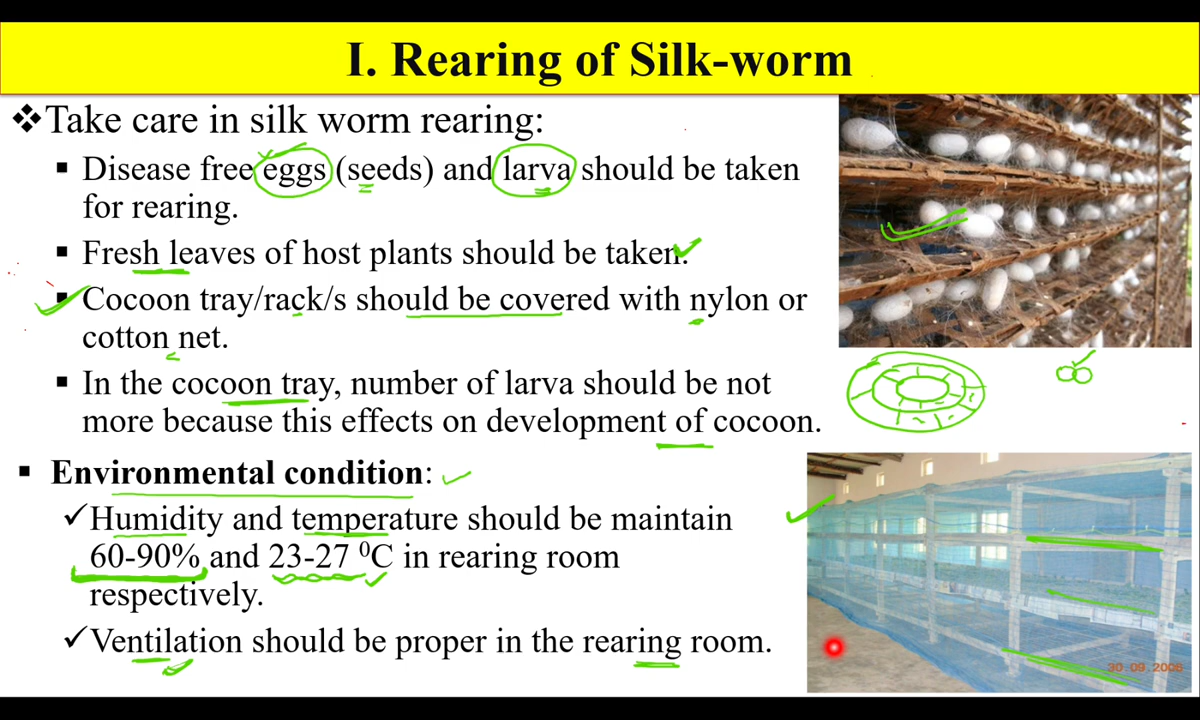 I. Rearing of Silk-worm
❖Take care in silk worm rearing:
▪ Disease free eggs (seeds) and larva should be taken
for rearing.
▪ Fresh leaves of host plants should be taken.
▪ Cocoon tray/rack/s should be covered with nylon or
cotton net.
▪ In the cocoon tray, number of larva should be not
more because this effects on development of cocoon.
▪ Environmental condition:
✓Humidity and temperature should be maintain
60-90% and 23-27 ⁰C in rearing room
respectively.
✓Ventilation should be proper in the rearing room.
30.09.2006